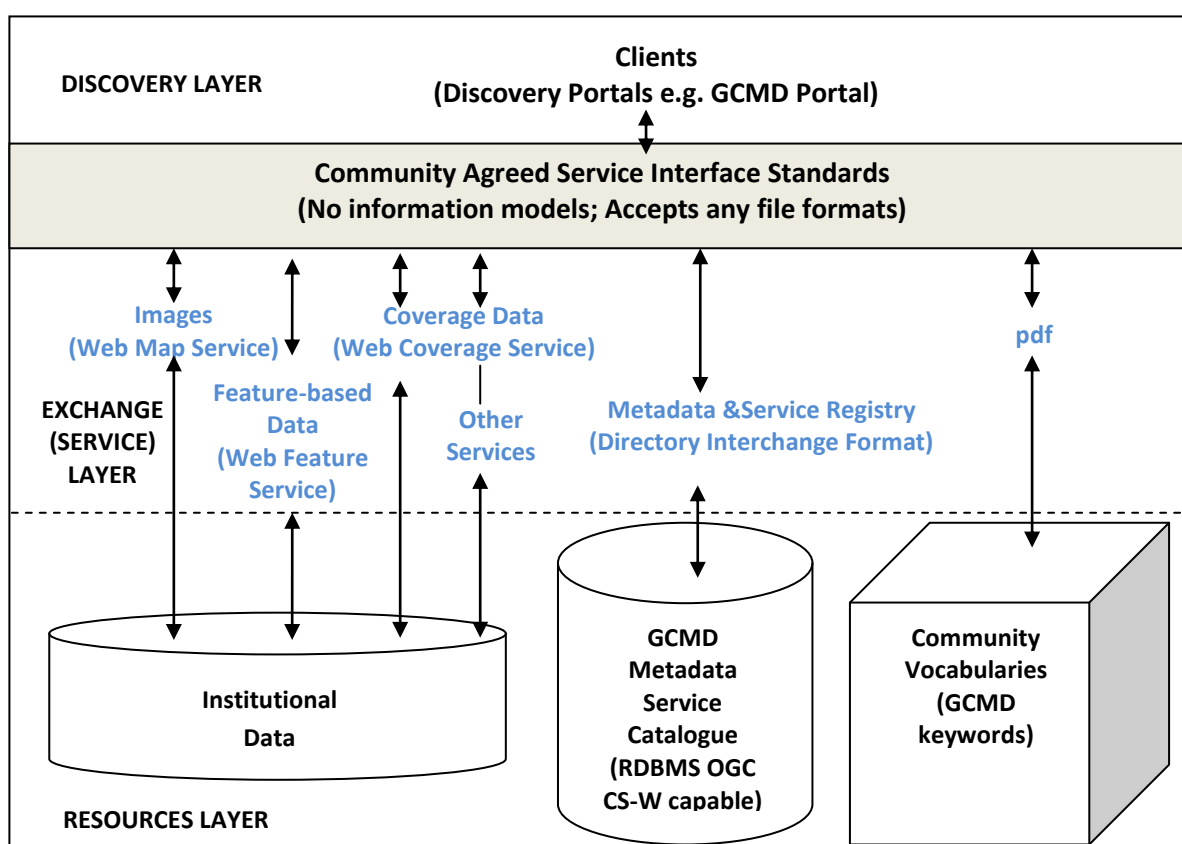 Clients
DISCOVERY LAYER
(Discovery Portals e.g. GCMD Portal)
Community Agreed Service Interface Standards
(No information models; Accepts any file formats)
Images
(Web Map Service)
Coverage Data
(Web Coverage Service)
pdf
EXCHANGE
(SERVICE)
LAYER
Feature-based
Data
(Web Feature
Service)
Other
Services
Metadata &Service Registry
(Directory Interchange Format)
Institutional
Data
GCMD
Metadata
Service
Catalogue
(RDBMS OGC
CS-W capable)
Community
Vocabularies
(GCMD
keywords)
RESOURCES LAYER